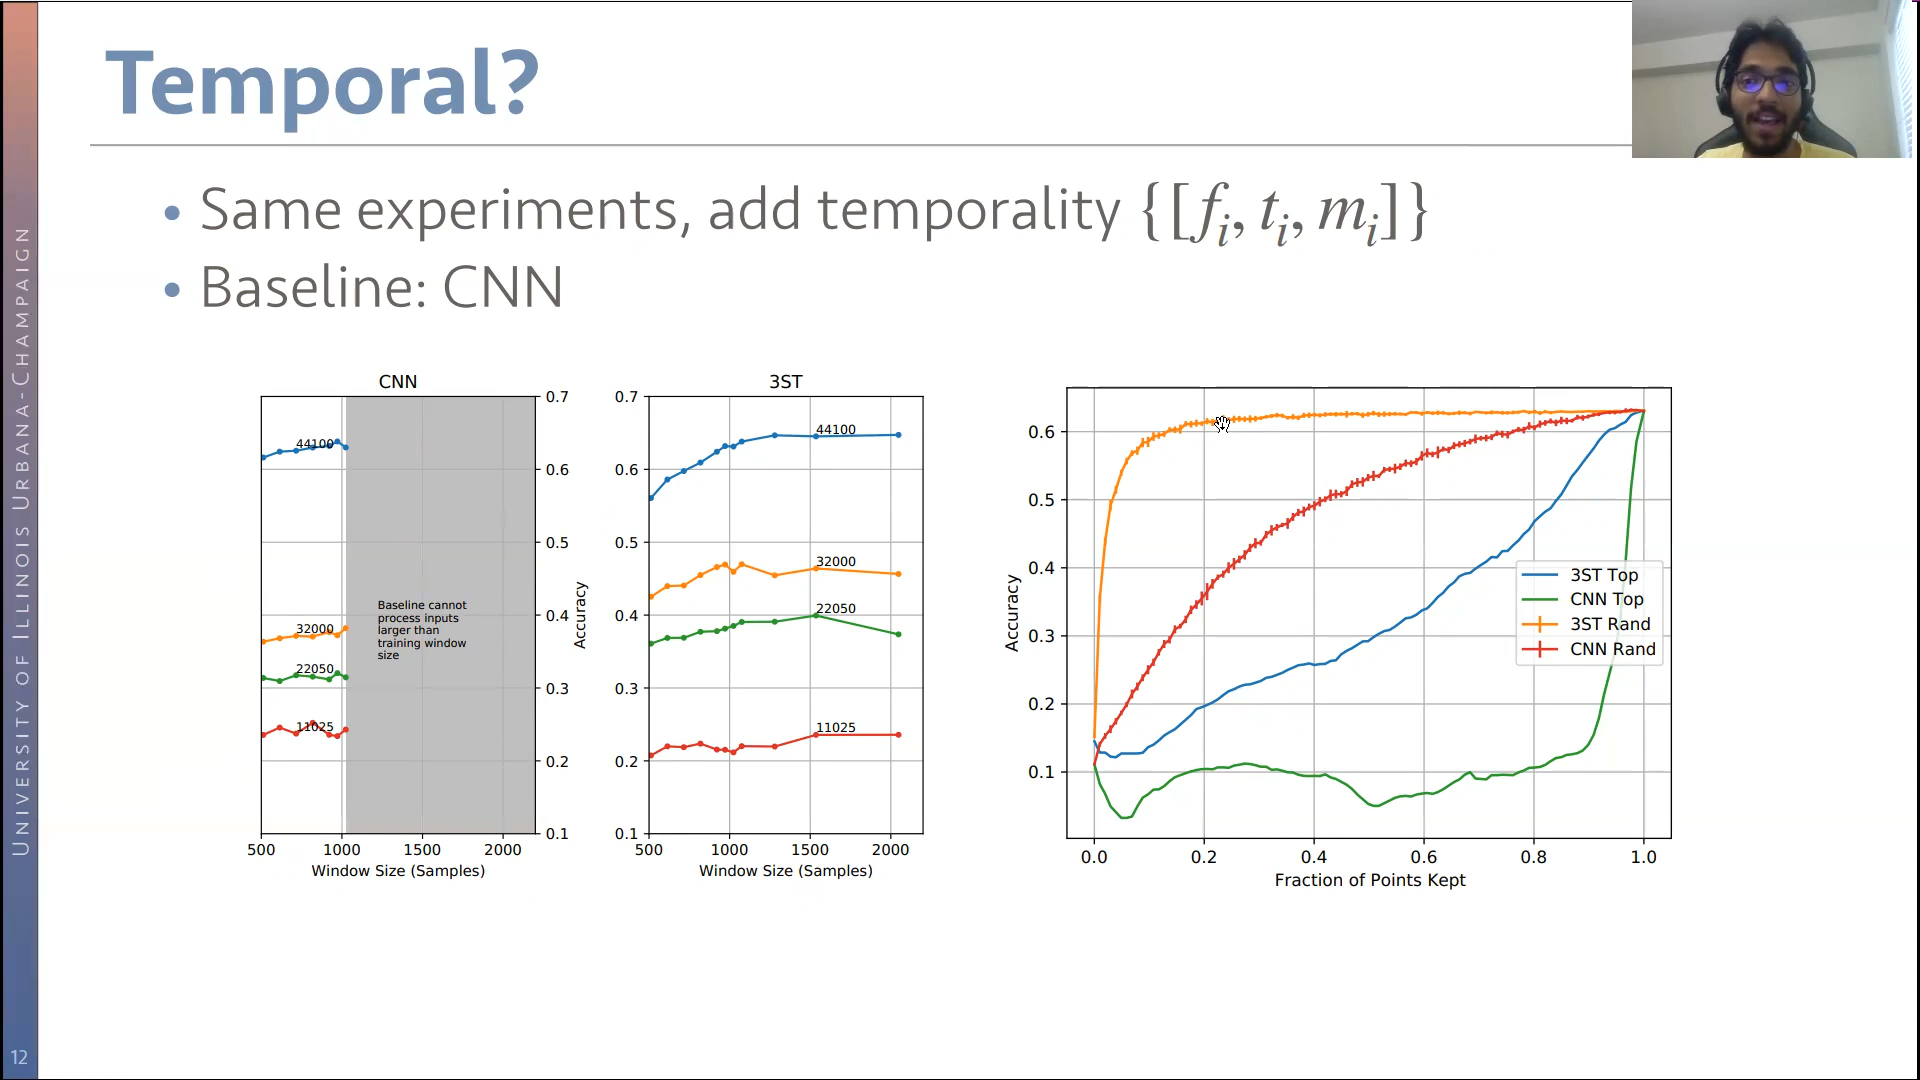 Temporal?
• Same experiments, add temporality {[f_i, t_i, m_i]}
• Baseline: CNN
CNN
44100
32000
22050
11025
Baseline cannot
process inputs
larger than
training window
size
0.7
0.6
0.5
0.4
0.3
0.2
0.1
Accuracy
500 1000 1500 2000
Window Size (Samples)
3ST
0.7
0.6
0.5
0.4
0.3
0.2
0.1
44100
32000
22050
11025
500 1000 1500 2000
Window Size (Samples)
Accuracy
0.6
0.5
0.4
0.3
0.2
0.1
3ST Top
CNN Top
3ST Rand
CNN Rand
0.0 0.2 0.4 0.6 0.8 1.0
Fraction of Points Kept
University of Illinois Urbana-Champaign
12